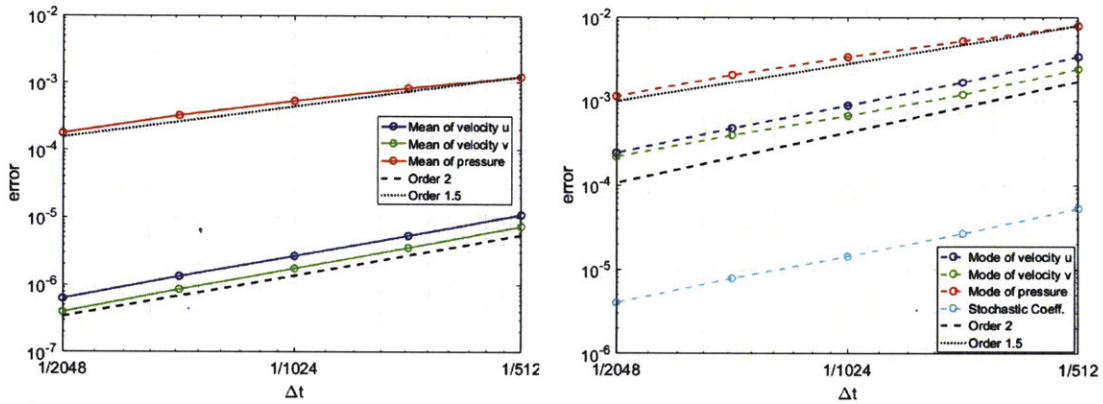 10^-2
10^-3
10^-4
10^-5
10^-6
10^-7
error
Mean of velocity u
Mean of velocity v
Mean of pressure
Order 2
Order 1.5
1/2048
1/1024
1/512
Δt
10^-2
10^-3
10^-4
10^-5
10^-6
error
Mode of velocity u
Mode of velocity v
Mode of pressure
Stochastic Coeff.
Order 2
Order 1.5
1/2048
1/1024
1/512
Δt